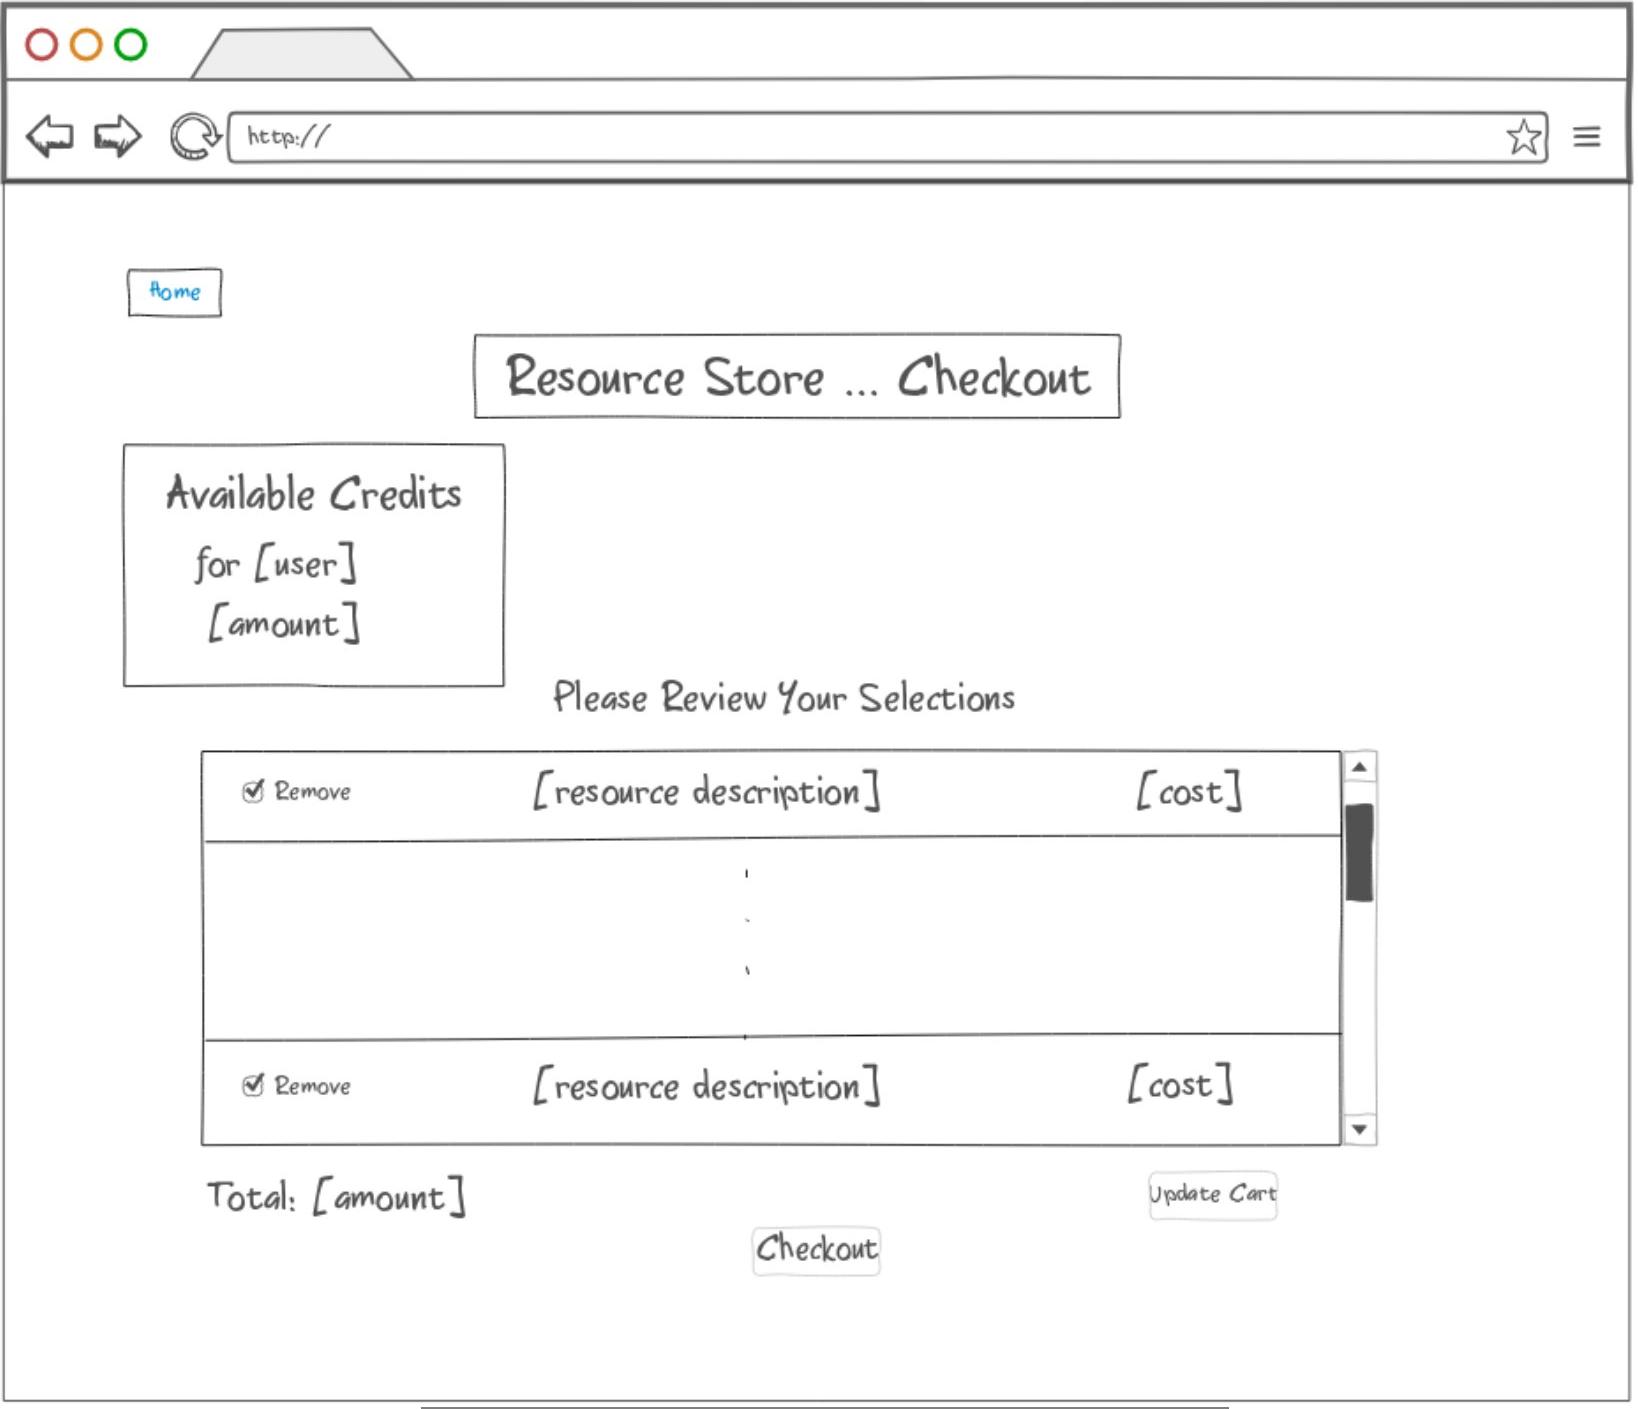 http://
Home
Resource Store ... Checkout
Available Credits
for [user]
[amount]
Please Review Your Selections
Remove [resource description] [cost]
Remove [resource description] [cost]
Total: [amount]
Update Cart
Checkout